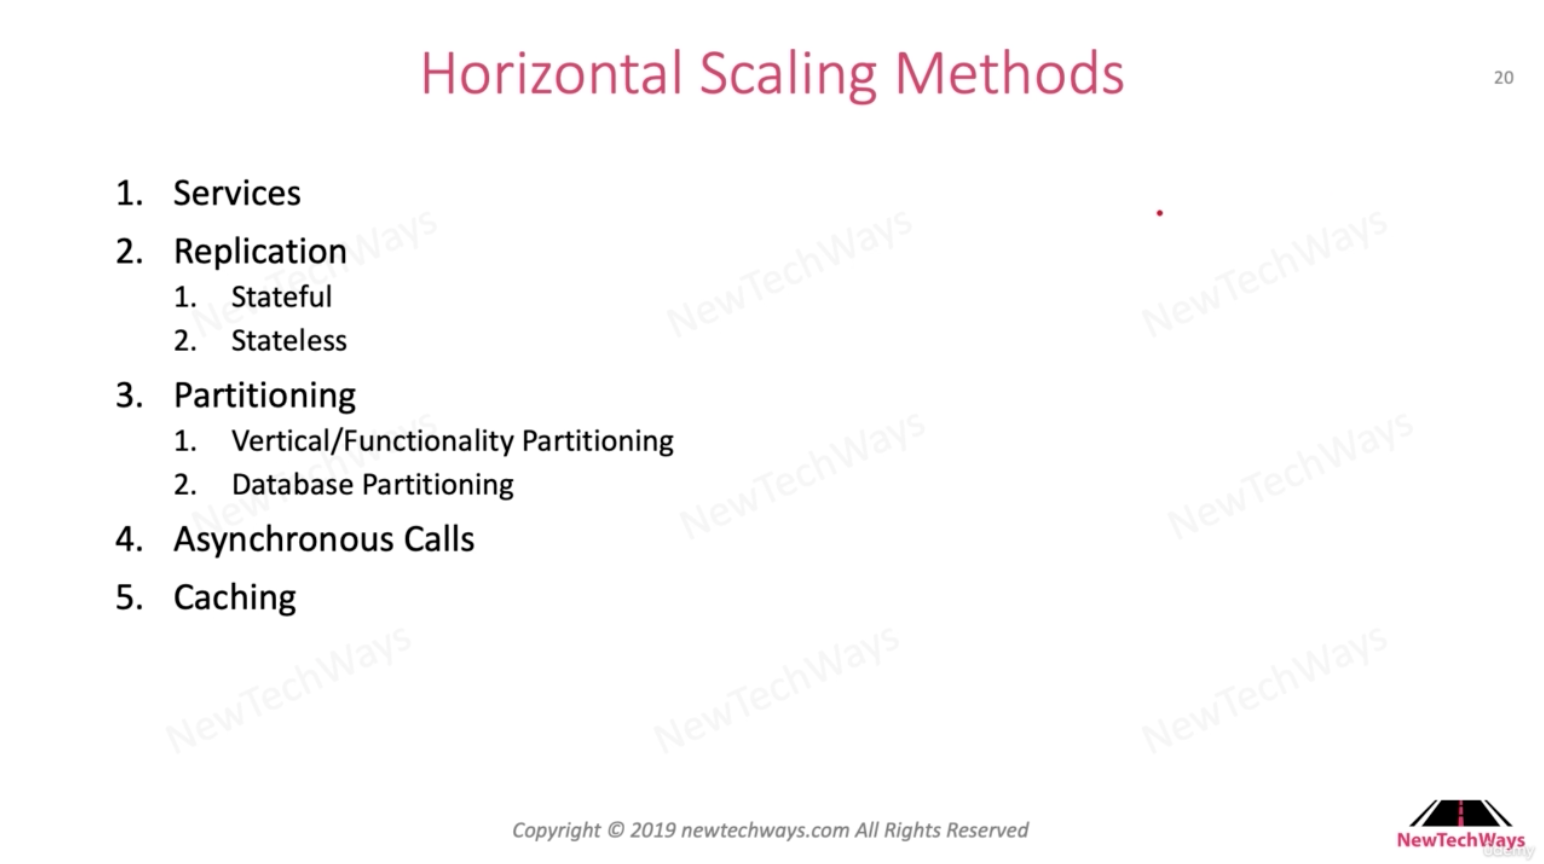 Horizontal Scaling Methods
20
1. Services
2. Replication
1. Stateful
2. Stateless
3. Partitioning
1. Vertical/Functionality Partitioning
2. Database Partitioning
4. Asynchronous Calls
5. Caching
NewTechWays NewTechWays NewTechWays
NewTechWays NewTechWays NewTechWays
NewTechWays NewTechWays NewTechWays
Copyright © 2019 newtechways.com All Rights Reserved
NewTechWays
udemy